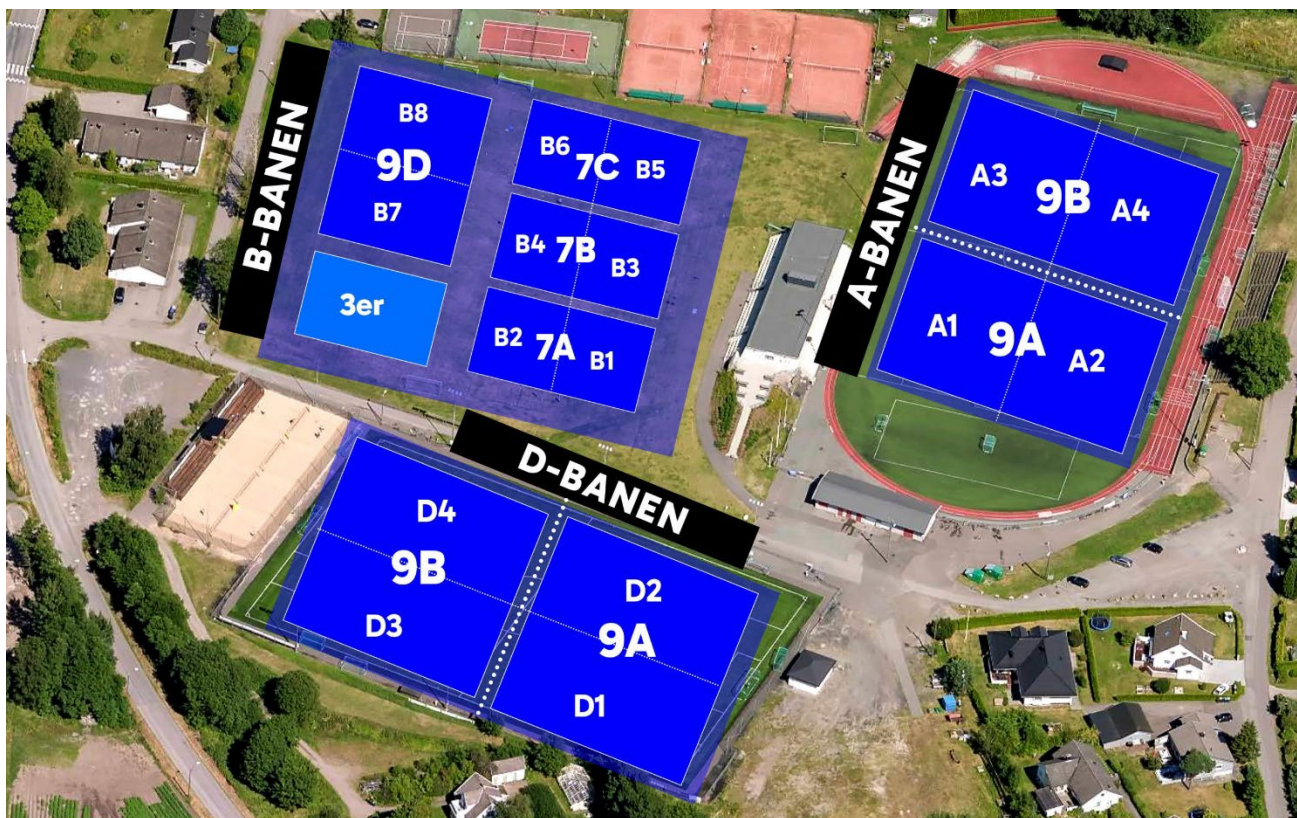 B-BANEN
B8
9D
B7
3er
B6 7C B5
B4 7B B3
B2 7A B1
A-BANEN
A3 9B A4
A1 9A A2
D-BANEN
D4
9B
D3
D2
9A
D1